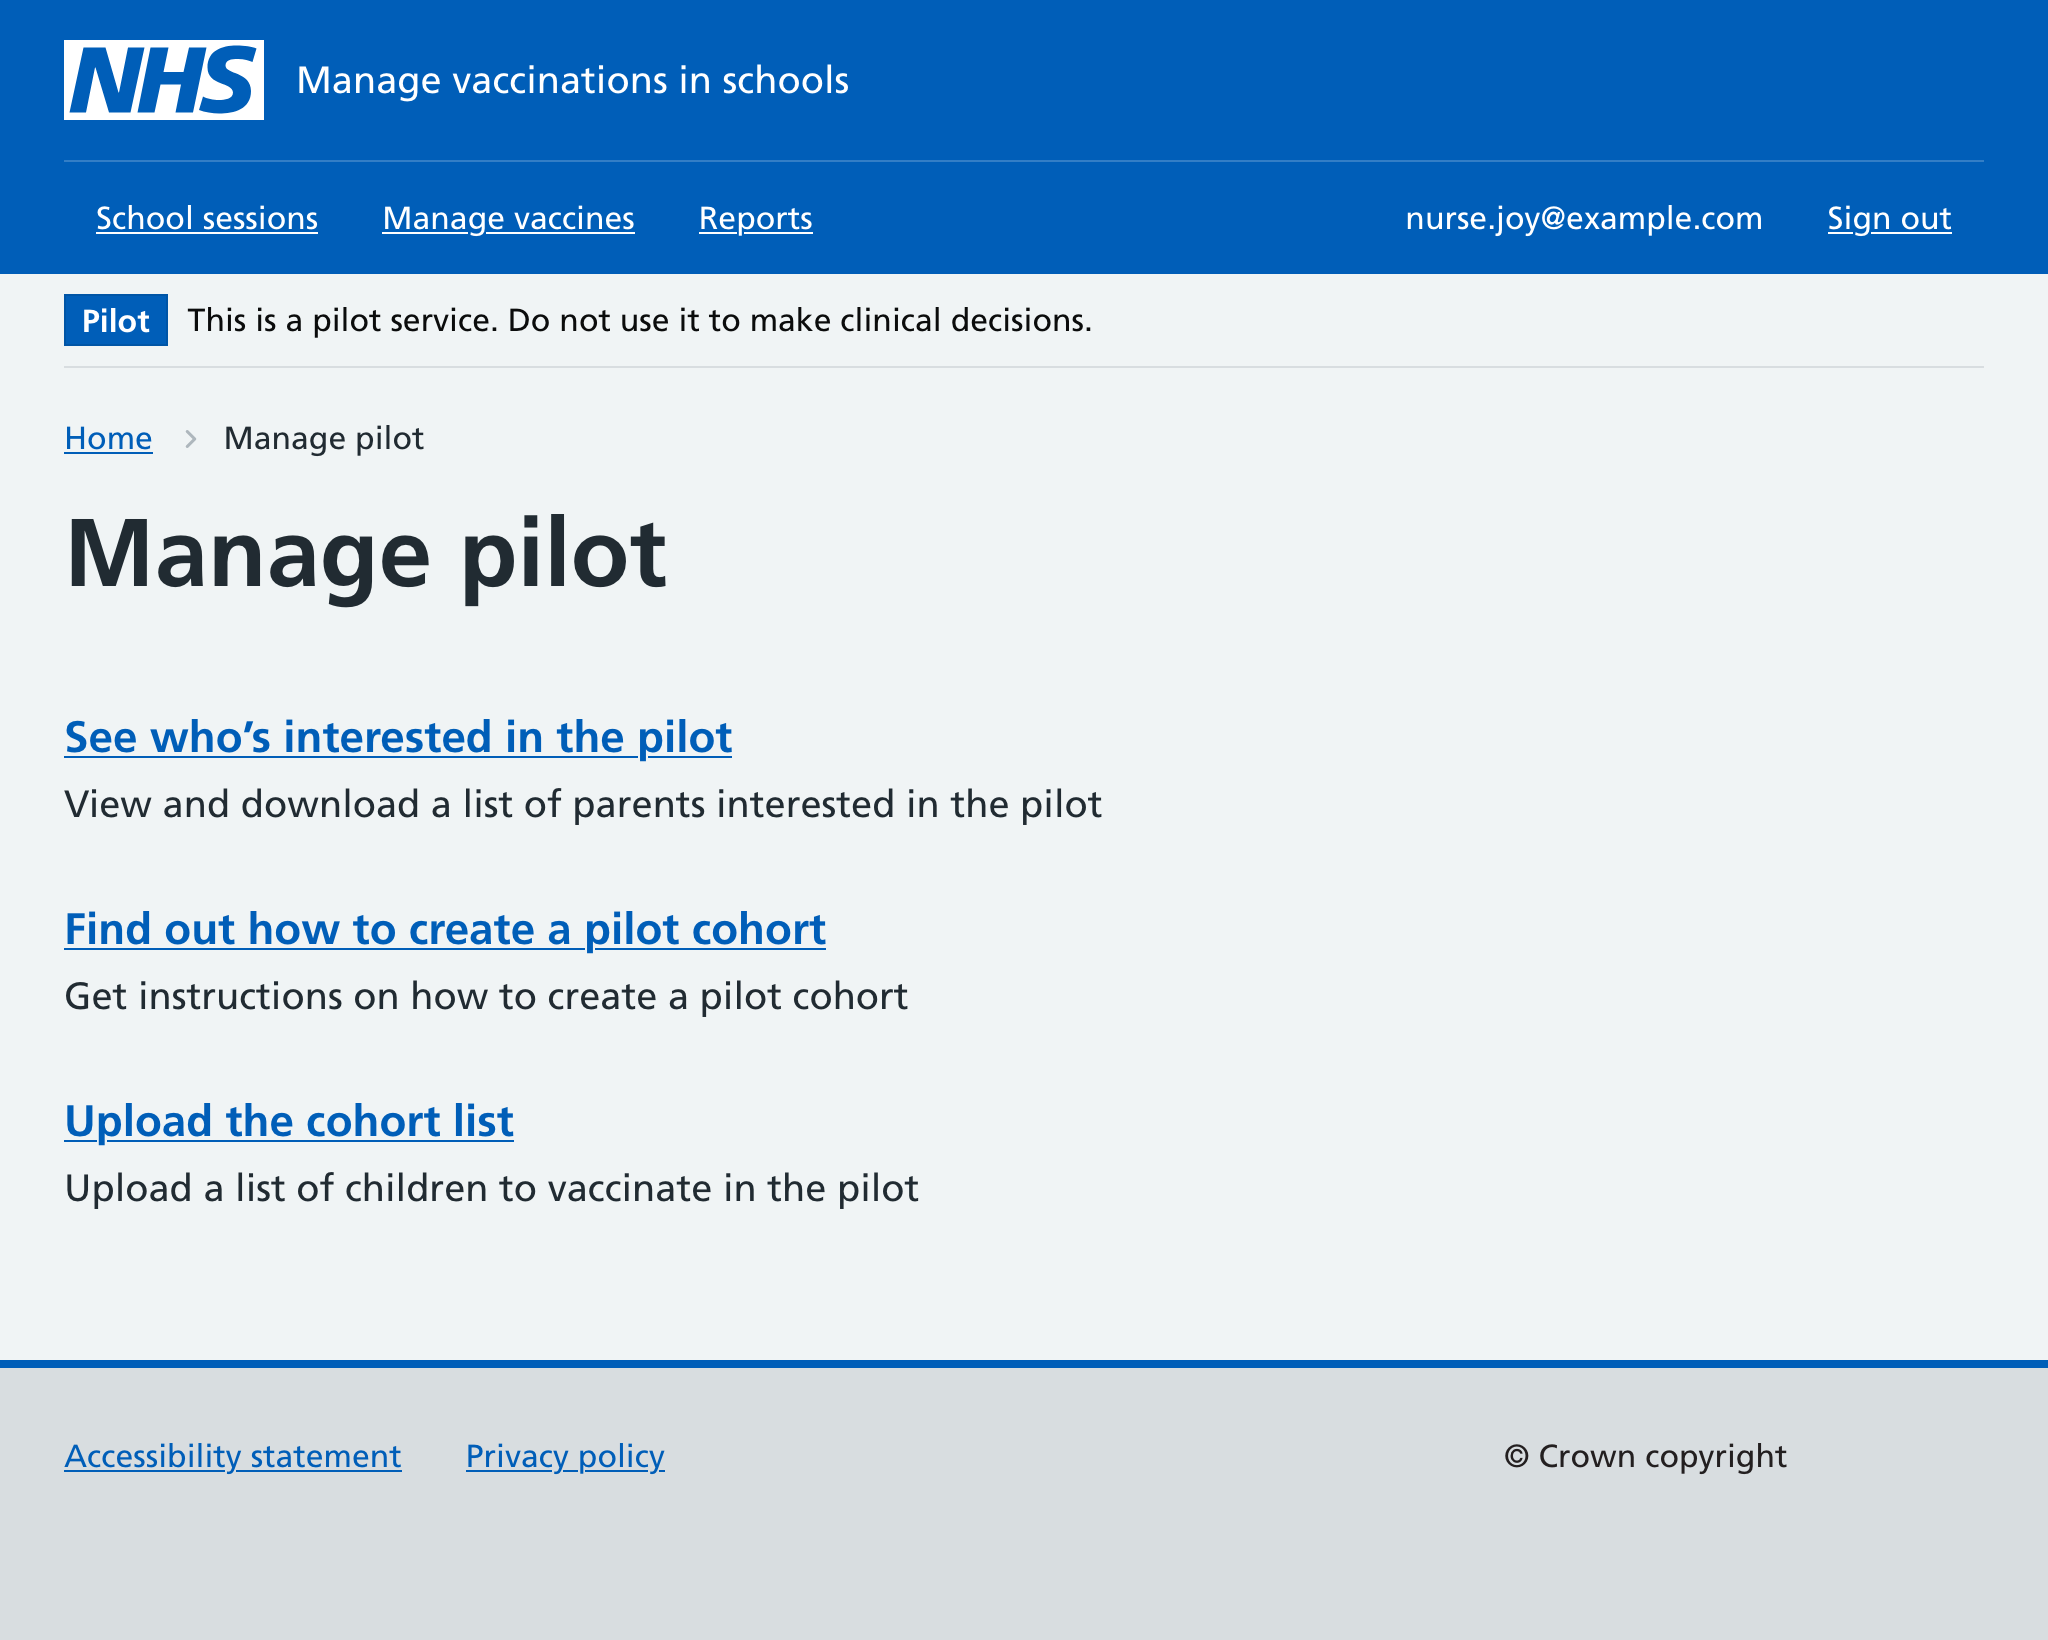 NHS
Manage vaccinations in schools
School sessions Manage vaccines Reports nurse.joy@example.com Sign out
Pilot This is a pilot service. Do not use it to make clinical decisions.
Home Manage pilot
Manage pilot
See who’s interested in the pilot
View and download a list of parents interested in the pilot
Find out how to create a pilot cohort
Get instructions on how to create a pilot cohort
Upload the cohort list
Upload a list of children to vaccinate in the pilot
Accessibility statement Privacy policy © Crown copyright